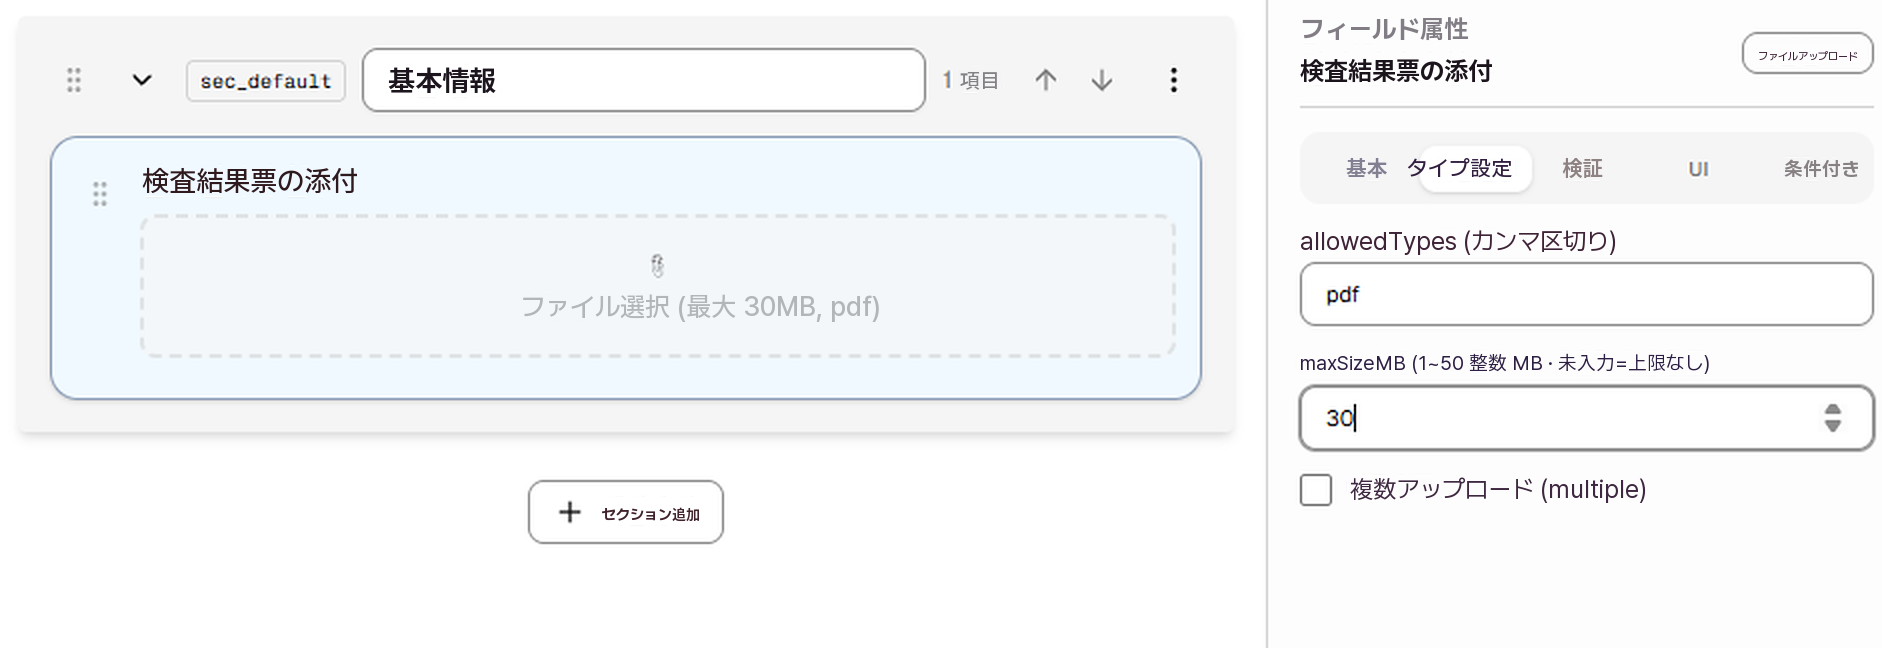 sec_default
基本情報
1 項目
検査結果票の添付
ファイル選択 (最大 30MB, pdf)
セクション追加
フィールド属性
検査結果票の添付
ファイルアップロード
基本 タイプ設定 検証 UI 条件付き
allowedTypes (カンマ区切り)
pdf
maxSizeMB (1~50 整数 MB · 未入力=上限なし)
30
複数アップロード (multiple)